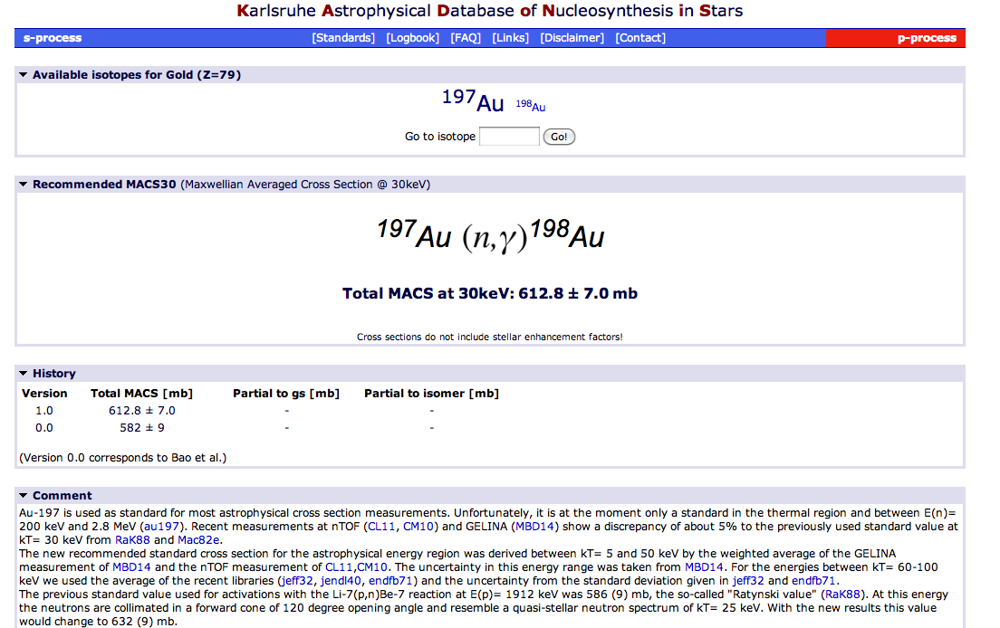 Karlsruhe Astrophysical Database of Nucleosynthesis in Stars
s-process [Standards] [Logbook] [FAQ] [Links] [Disclaimer] [Contact] p-process
Available isotopes for Gold (Z=79)
197Au 198Au
Go to isotope Go!
Recommended MACS30 (Maxwellian Averaged Cross Section @ 30keV)
197Au (n,γ)198Au
Total MACS at 30keV: 612.8 ± 7.0 mb
Cross sections do not include stellar enhancement factors!
History
Version Total MACS [mb] Partial to gs [mb] Partial to isomer [mb]
1.0 612.8 ± 7.0 - -
0.0 582 ± 9 - -
(Version 0.0 corresponds to Bao et al.)
Comment
Au-197 is used as standard for most astrophysical cross section measurements. Unfortunately, it is at the moment only a standard in the thermal region and between E(n)=
200 keV and 2.8 MeV (au197). Recent measurements at nTOF (CL11, CM10) and GELINA (MBD14) show a discrepancy of about 5% to the previously used standard value at
kT= 30 keV from RaK88 and Mac82e.
The new recommended standard cross section for the astrophysical energy region was derived between kT= 5 and 50 keV by the weighted average of the GELINA
measurement of MBD14 and the nTOF measurement of CL11,CM10. The uncertainty in this energy range was taken from MBD14. For the energies between kT= 60-100
keV we used the average of the recent libraries (jeff32, jendl40, endfb71) and the uncertainty from the standard deviation given in jeff32 and endfb71.
The previous standard value used for activations with the Li-7(p,n)Be-7 reaction at E(p)= 1912 keV was 586 (9) mb, the so-called "Ratynski value" (RaK88). At this energy
the neutrons are collimated in a forward cone of 120 degree opening angle and resemble a quasi-stellar neutron spectrum of kT= 25 keV. With the new results this value
would change to 632 (9) mb.